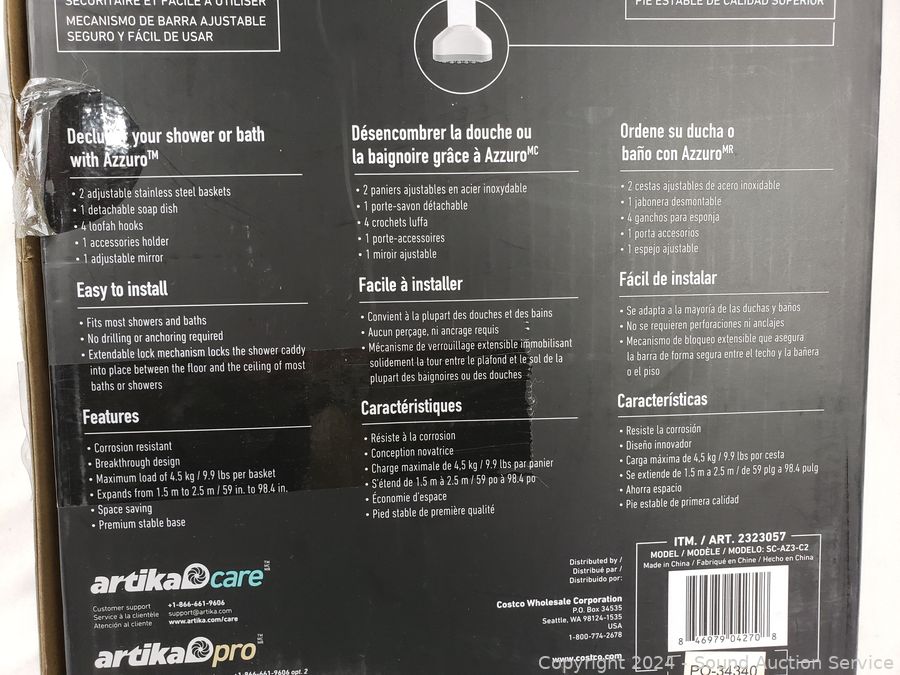 SÉCURITAIRE ET FACILE À UTILISER
MECANISMO DE BARRA AJUSTABLE
SEGURO Y FÁCIL DE USAR
PIE ESTABLE DE CALIDAD SUPERIOR
your shower or bath
with Azzuro™
• 2 adjustable stainless steel baskets
• 1 detachable soap dish
• 4 loofah hooks
• 1 accessories holder
• 1 adjustable mirror
Easy to install
• Fits most showers and baths
• No drilling or anchoring required
• Extendable lock mechanism locks the shower caddy
into place between the floor and the ceiling of most
baths or showers
Features
• Corrosion resistant
• Breakthrough design
• Maximum load of 4.5 kg / 9.9 lbs per basket
• Expands from 1.5 m to 2.5 m / 59 in. to 98.4 in.
• Space saving
• Premium stable base
Désencombrer la douche ou
la baignoire grâce à Azzuro MC
• 2 paniers ajustables en acier inoxydable
• 1 porte-savon détachable
• 4 crochets luffa
• 1 porte-accessoires
• 1 miroir ajustable
Facile à installer
• Convient à la plupart des douches et des bains
• Aucun perçage, ni ancrage requis
• Mécanisme de verrouillage extensible immobilisant
solidement la tour entre le plafond et le sol de la
plupart des baignoires ou des douches
Caractéristiques
• Résiste à la corrosion
• Conception novatrice
• Charge maximale de 4,5 kg / 9.9 lbs par panier
• S'étend de 1.5 m à 2.5 m / 59 po à 98.4 po
• Économie d'espace
• Pied stable de première qualité
Ordene su ducha o
baño con Azzuro MR
• 2 cestas ajustables de acero inoxidable
• 1 jabonera desmontable
• 4 ganchos para esponja
• 1 porta accesorios
• 1 espejo ajustable
Fácil de instalar
• Se adapta a la mayoría de las duchas y baños
• No se requieren perforaciones ni anclajes
• Mecanismo de bloqueo extensible que asegura
la barra de forma segura entre el techo y la bañera
o el piso
Características
• Resiste la corrosión
• Diseño innovador
• Carga máxima de 4,5 kg / 9.9 lbs por cesta
• Se extiende de 1.5 m a 2.5 m / de 59 plg a 98.4 pulg
• Ahorra espacio
• Pie estable de primera calidad
artika care
Customer support
Service à la clientèle
Atención al cliente
+1-866-661-9606
support@artika.com
www.artika.com/care
artika pro
+1-866-661-9606 opt. 2
Distributed by /
Distribué par /
Distribuido por:
Costco Wholesale Corporation
P.O. Box 34535
Seattle, WA 98124-1535
USA
1-800-774-2678
www.costco.com
ITM. / ART. 2323057
MODEL / MODÈLE / MODELO: SC-AZ3-C2
Made in China / Fabriqué en Chine / Hecho en China
8 46979 04270 8
PO-34340
Copyright 2024 - Sound Auction Service